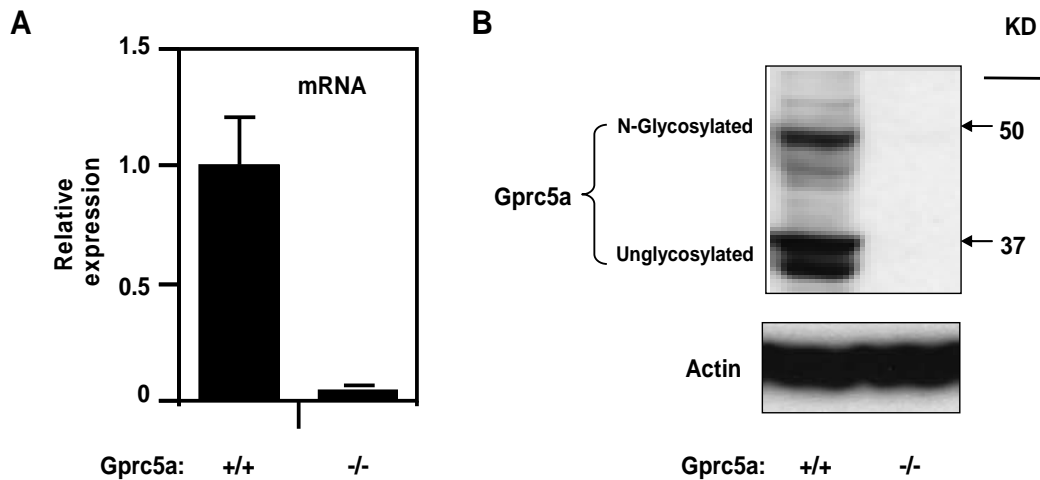 A
1.5
mRNA
1.0
Relative
expression
0.5
0
Gprc5a: +/+ -/-
B
KD
N-Glycosylated
50
Gprc5a
Unglycosylated
37
Actin
Gprc5a: +/+ -/-